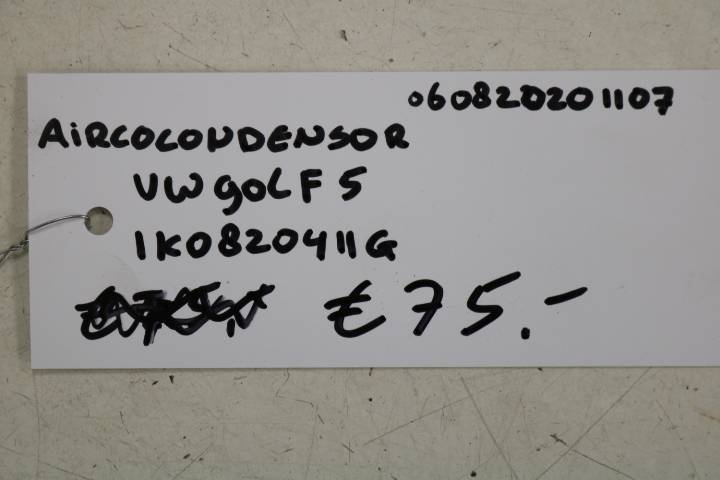 060820201107
AIRCOCONDENSOR
VW goLF 5
1K0820411G
€75.-